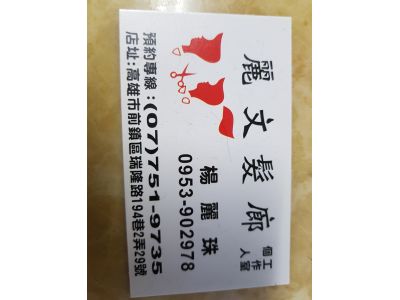 麗文髮廊
個人
工作室
楊麗珠
0953-902978
預約專線:(07)751-9735
店址:高雄市前鎮區瑞隆路194巷2弄29號